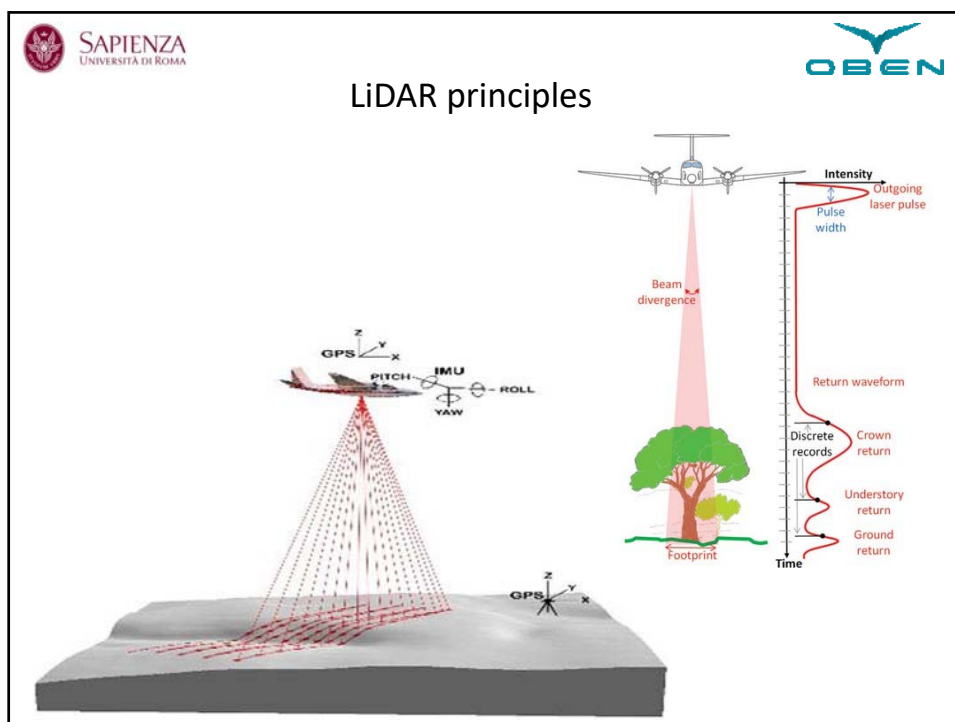 SAPIENZA
UNIVERSITÀ DI ROMA
OBEN
LiDAR principles
Intensity
Outgoing
laser pulse
Pulse
width
Beam
divergence
Return waveform
Discrete
records
Crown
return
Understory
return
Ground
return
Footprint
Time
Z
Y
GPS
X
IMU
PITCH
ROLL
YAW
Z
Y
GPS
X